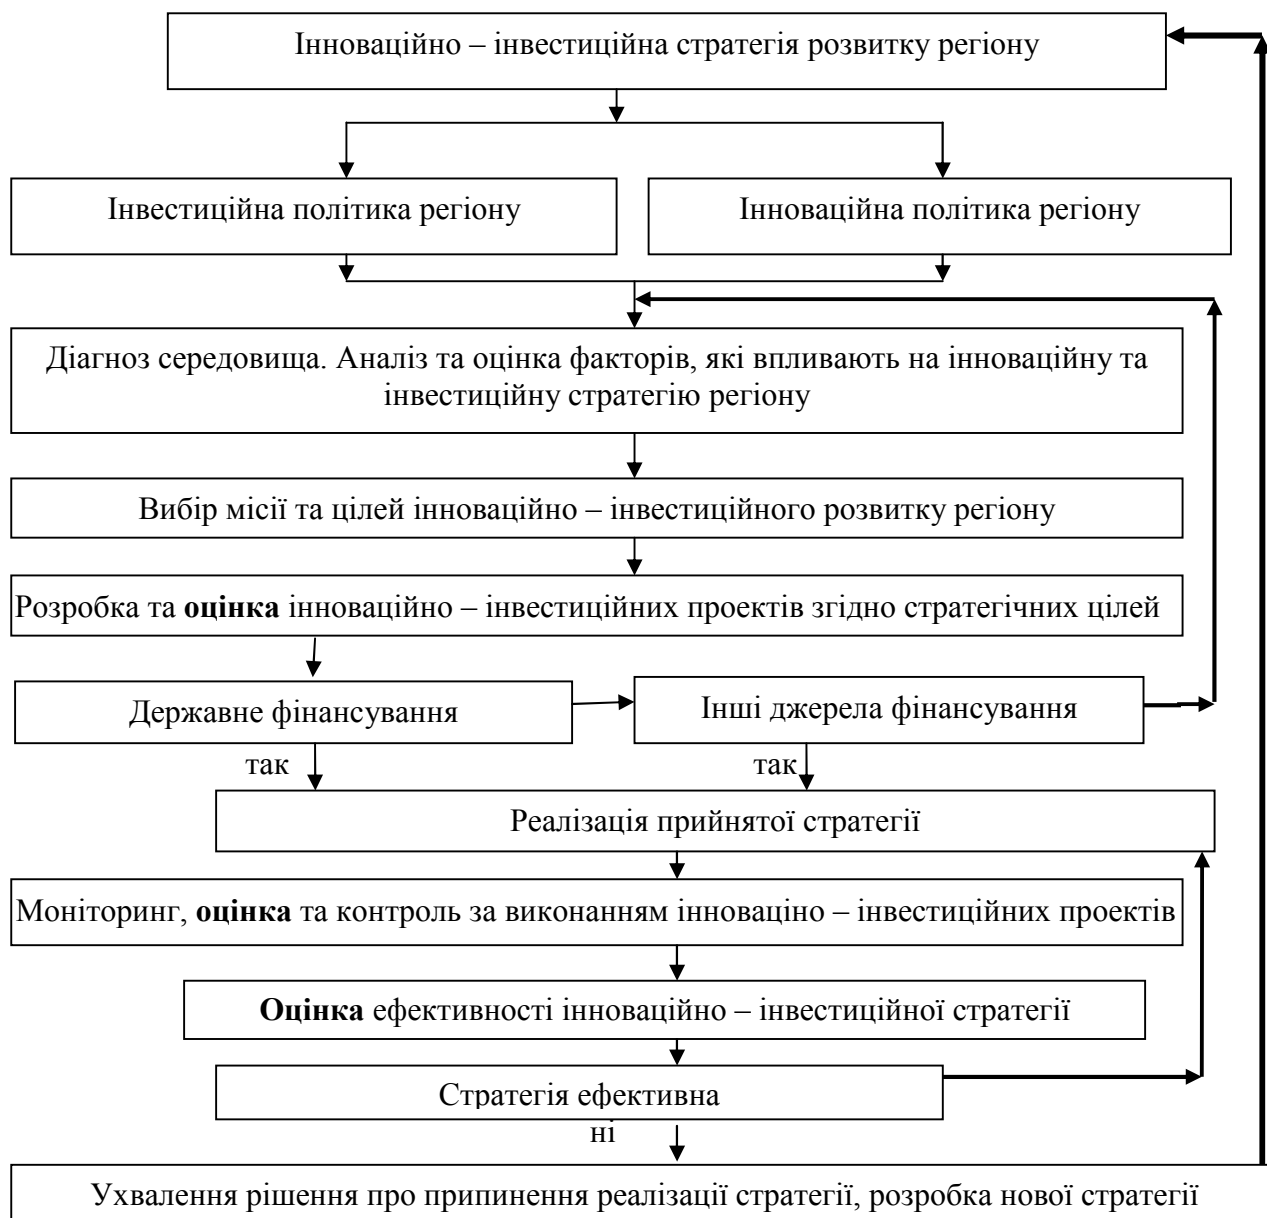 Інноваційно – інвестиційна стратегія розвитку регіону
Інвестиційна політика регіону
Інноваційна політика регіону
Діагноз середовища. Аналіз та оцінка факторів, які впливають на інноваційну та
інвестиційну стратегію регіону
Вибір місії та цілей інноваційно – інвестиційного розвитку регіону
Розробка та оцінка інноваційно – інвестиційних проектів згідно стратегічних цілей
Державне фінансування
Інші джерела фінансування
так
так
Реалізація прийнятої стратегії
Моніторинг, оцінка та контроль за виконанням інноваціно – інвестиційних проектів
Оцінка ефективності інноваційно – інвестиційної стратегії
Стратегія ефективна
ні
Ухвалення рішення про припинення реалізації стратегії, розробка нової стратегії